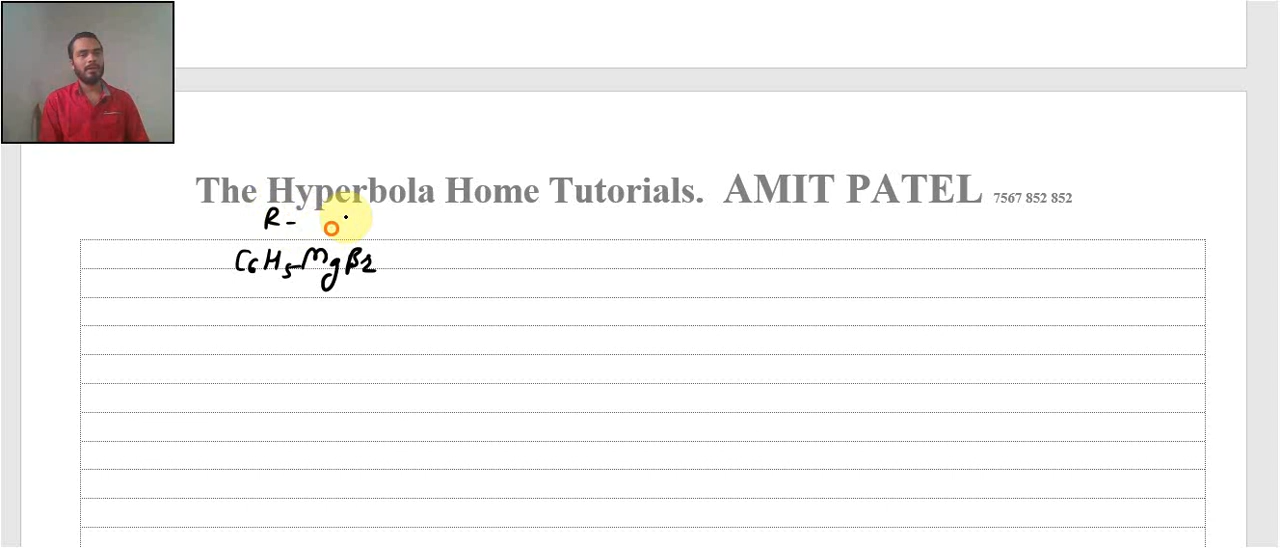 The Hyperbola Home Tutorials. AMIT PATEL 7567 852 852
R-
C6H5-MgBr